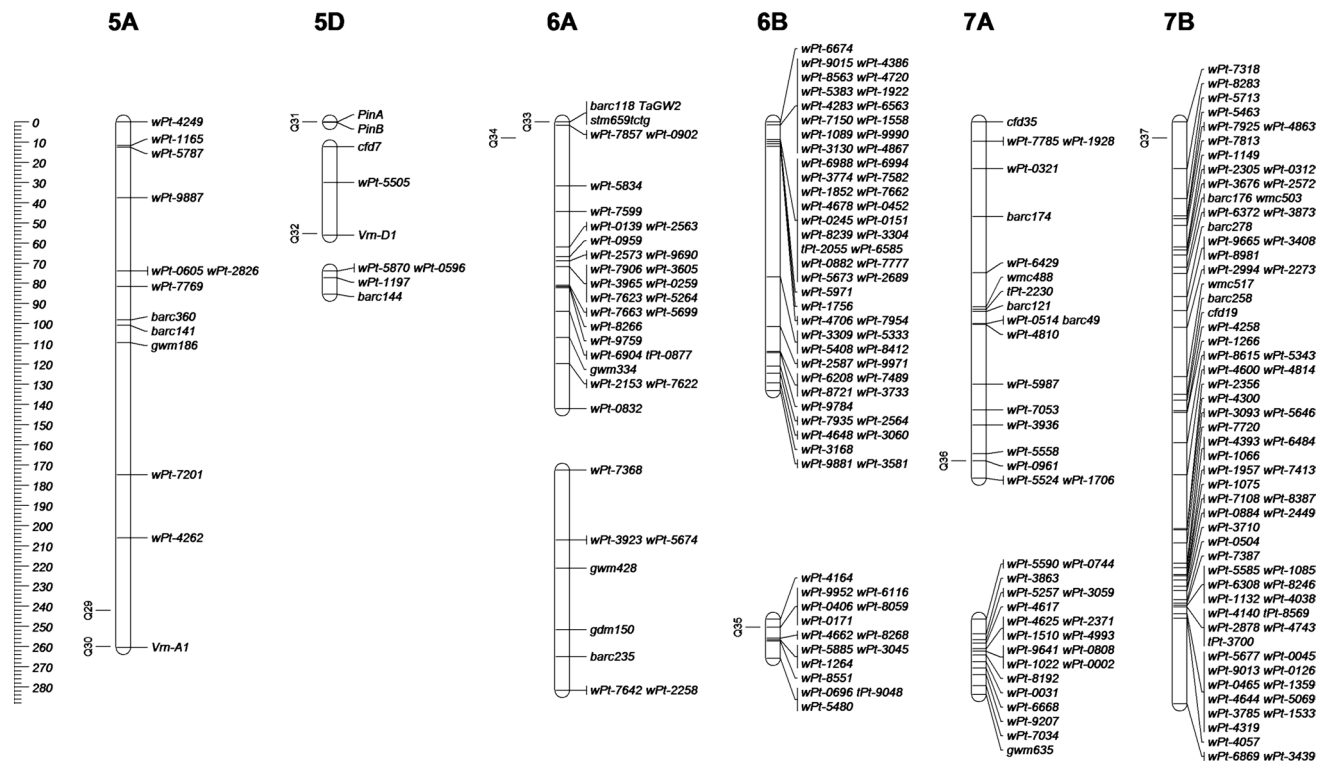 5A
5D
6A
6B
7A
7B
0
10
20
30
40
50
60
70
80
90
100
110
120
130
140
150
160
170
180
190
200
210
220
230
240
250
260
270
280
wPt-4249
wPt-1165
wPt-5787
wPt-9887
wPt-0605 wPt-2826
wPt-7769
barc360
barc141
gwm186
wPt-7201
wPt-4262
Vrn-A1
Q29
Q30
Q31
PinA
PinB
cfd7
wPt-5505
Vrn-D1
Q32
wPt-5870 wPt-0596
wPt-1197
barc144
Q33
Q34
barc118 TaGW2
stm659tctg
wPt-7857 wPt-0902
wPt-5834
wPt-7599
wPt-0139 wPt-2563
wPt-0959
wPt-2573 wPt-9690
wPt-7906 wPt-3605
wPt-3965 wPt-0259
wPt-7623 wPt-5264
wPt-7663 wPt-5699
wPt-8266
wPt-9759
wPt-6904 tPt-0877
gwm334
wPt-2153 wPt-7622
wPt-0832
wPt-7368
wPt-3923 wPt-5674
gwm428
gdm150
barc235
wPt-7642 wPt-2258
wPt-6674
wPt-9015 wPt-4386
wPt-8563 wPt-4720
wPt-5383 wPt-1922
wPt-4283 wPt-6563
wPt-7150 wPt-1558
wPt-1089 wPt-9990
wPt-3130 wPt-4867
wPt-6988 wPt-6994
wPt-3774 wPt-7582
wPt-1852 wPt-7662
wPt-4678 wPt-0452
wPt-0245 wPt-0151
wPt-8239 wPt-3304
tPt-2055 wPt-6585
wPt-0882 wPt-7777
wPt-5673 wPt-2689
wPt-5971
wPt-1756
wPt-4706 wPt-7954
wPt-3309 wPt-5333
wPt-5408 wPt-8412
wPt-2587 wPt-9971
wPt-6208 wPt-7489
wPt-8721 wPt-3733
wPt-9784
wPt-7935 wPt-2564
wPt-4648 wPt-3060
wPt-3168
wPt-9881 wPt-3581
Q35
wPt-4164
wPt-9952 wPt-6116
wPt-0406 wPt-8059
wPt-0171
wPt-4662 wPt-8268
wPt-5885 wPt-3045
wPt-1264
wPt-8551
wPt-0696 tPt-9048
wPt-5480
cfd35
wPt-7785 wPt-1928
wPt-0321
barc174
wPt-6429
wmc488
tPt-2230
barc121
wPt-0514 barc49
wPt-4810
wPt-5987
wPt-7053
wPt-3936
wPt-5558
wPt-0961
wPt-5524 wPt-1706
Q36
wPt-5590 wPt-0744
wPt-3863
wPt-5257 wPt-3059
wPt-4617
wPt-4625 wPt-2371
wPt-1510 wPt-4993
wPt-9641 wPt-0808
wPt-1022 wPt-0002
wPt-8192
wPt-0031
wPt-6668
wPt-9207
wPt-7034
gwm635
Q37
wPt-7318
wPt-8283
wPt-5713
wPt-5463
wPt-7925 wPt-4863
wPt-7813
wPt-1149
wPt-2305 wPt-0312
wPt-3676 wPt-2572
barc176 wmc503
wPt-6372 wPt-3873
barc278
wPt-9665 wPt-3408
wPt-8981
wPt-2994 wPt-2273
wmc517
barc258
cfd19
wPt-4258
wPt-1266
wPt-8615 wPt-5343
wPt-4600 wPt-4814
wPt-2356
wPt-4300
wPt-3093 wPt-5646
wPt-7720
wPt-4393 wPt-6484
wPt-1066
wPt-1957 wPt-7413
wPt-1075
wPt-7108 wPt-8387
wPt-0884 wPt-2449
wPt-3710
wPt-0504
wPt-7387
wPt-5585 wPt-1085
wPt-6308 wPt-8246
wPt-1132 wPt-4038
wPt-4140 tPt-8569
wPt-2878 wPt-4743
tPt-3700
wPt-5677 wPt-0045
wPt-9013 wPt-0126
wPt-0465 wPt-1359
wPt-4644 wPt-5069
wPt-3785 wPt-1533
wPt-4319
wPt-4057
wPt-6869 wPt-3439